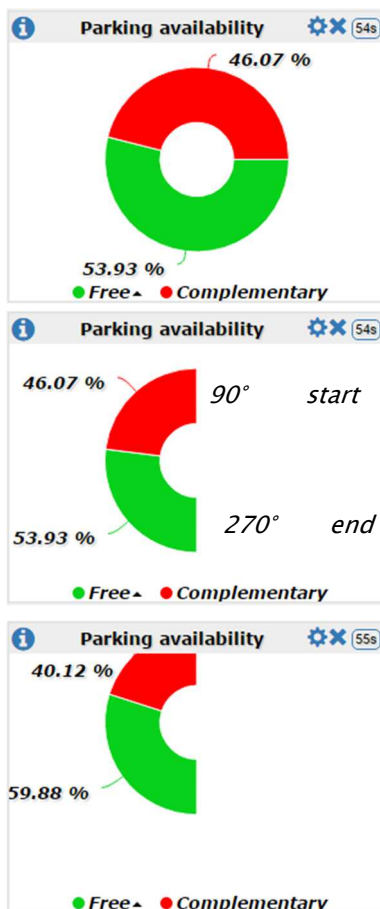 Parking availability 54s
46.07 %
53.93 %
Free Complementary
Parking availability 54s
46.07 %
90° start
270° end
53.93 %
Free Complementary
Parking availability 55s
40.12 %
59.88 %
Free Complementary